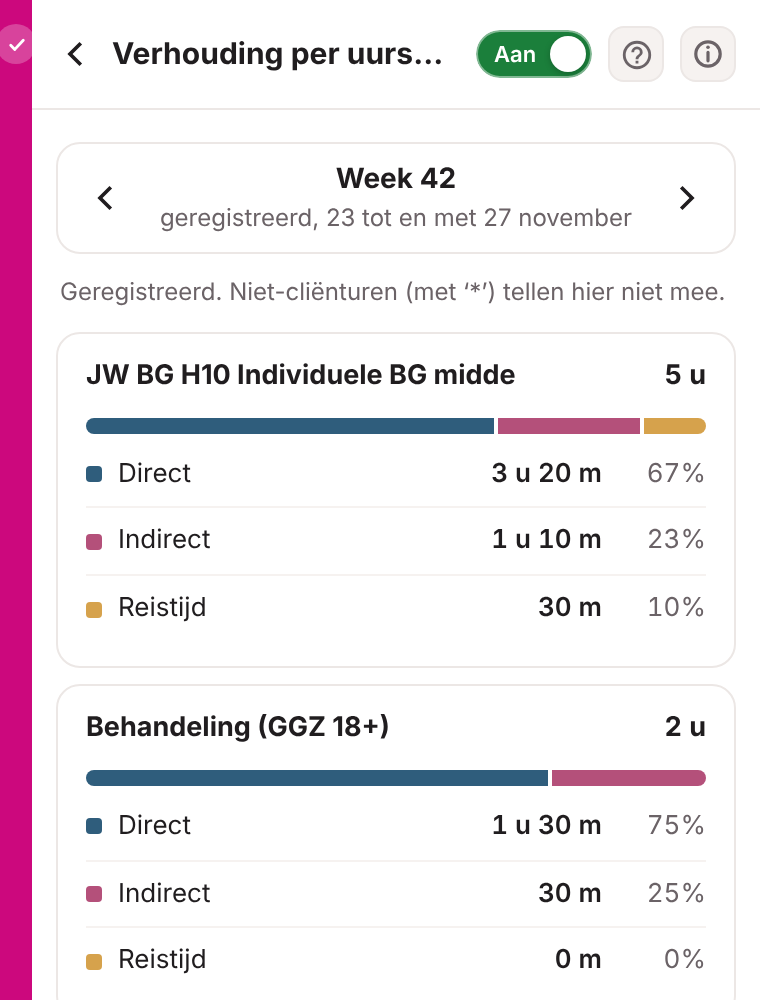 Verhouding per uurs...
Aan
Week 42
geregistreerd, 23 tot en met 27 november
Geregistreerd. Niet-cliënturen (met ‘*’) tellen hier niet mee.
JW BG H10 Individuele BG midde 5 u
Direct 3 u 20 m 67%
Indirect 1 u 10 m 23%
Reistijd 30 m 10%
Behandeling (GGZ 18+) 2 u
Direct 1 u 30 m 75%
Indirect 30 m 25%
Reistijd 0 m 0%